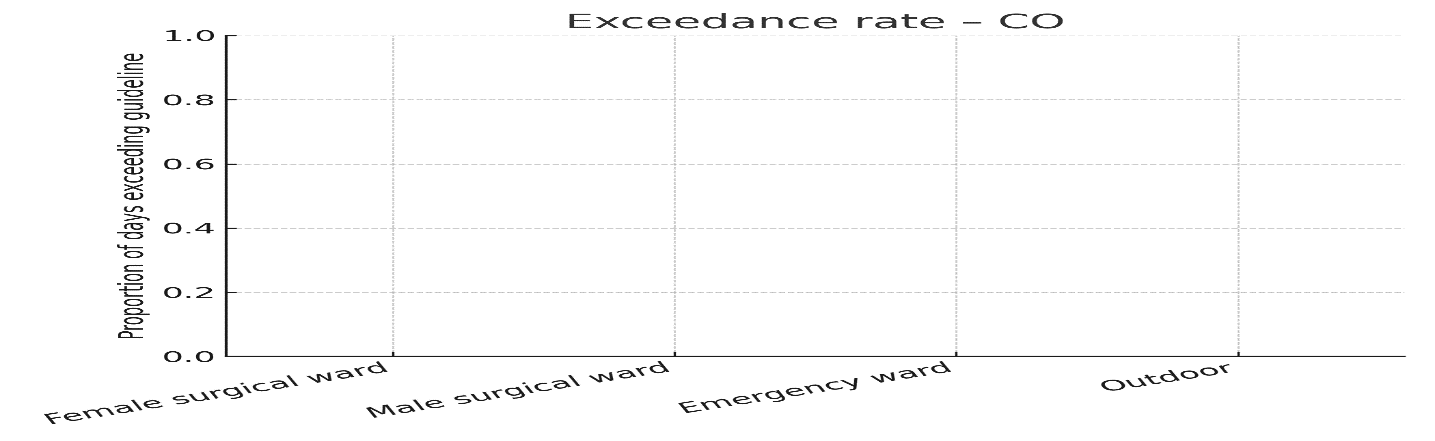 Exceedance rate – CO
Proportion of days exceeding guideline
1.0
0.8
0.6
0.4
0.2
0.0
Female surgical ward
Male surgical ward
Emergency ward
Outdoor